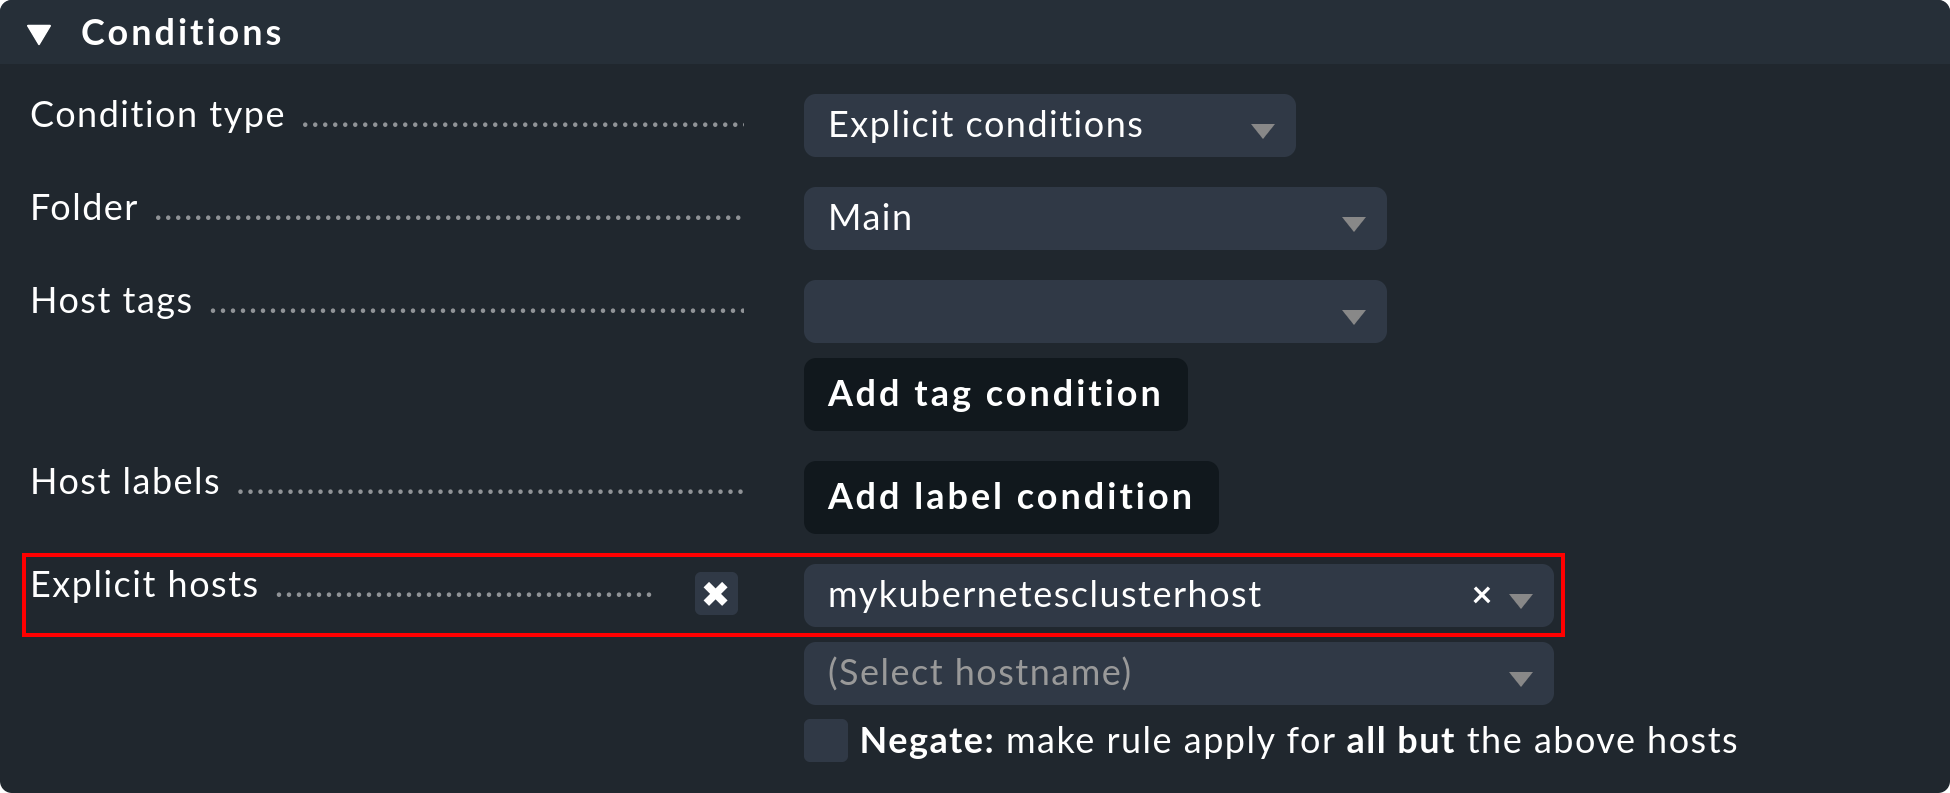 Conditions
Condition type
Explicit conditions
Folder
Main
Host tags
Add tag condition
Host labels
Add label condition
Explicit hosts
mykubernetesclusterhost
(Select hostname)
Negate: make rule apply for all but the above hosts